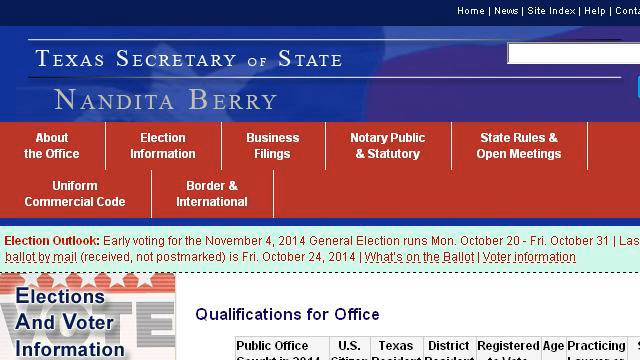 Home | News | Site Index | Help |
TEXAS SECRETARY OF STATE
NANDITA BERRY
About the Office
Election Information
Business Filings
Notary Public & Statutory
State Rules & Open Meetings
Uniform Commercial Code
Border & International
Election Outlook: Early voting for the November 4, 2014 General Election runs Mon. October 20 - Fri. October 31 |
ballot by mail (received, not postmarked) is Fri. October 24, 2014 | What's on the Ballot | Voter information
Elections
And Voter
Information
VOTE
Qualifications for Office
Public Office U.S. Texas District Registered Age Practicing